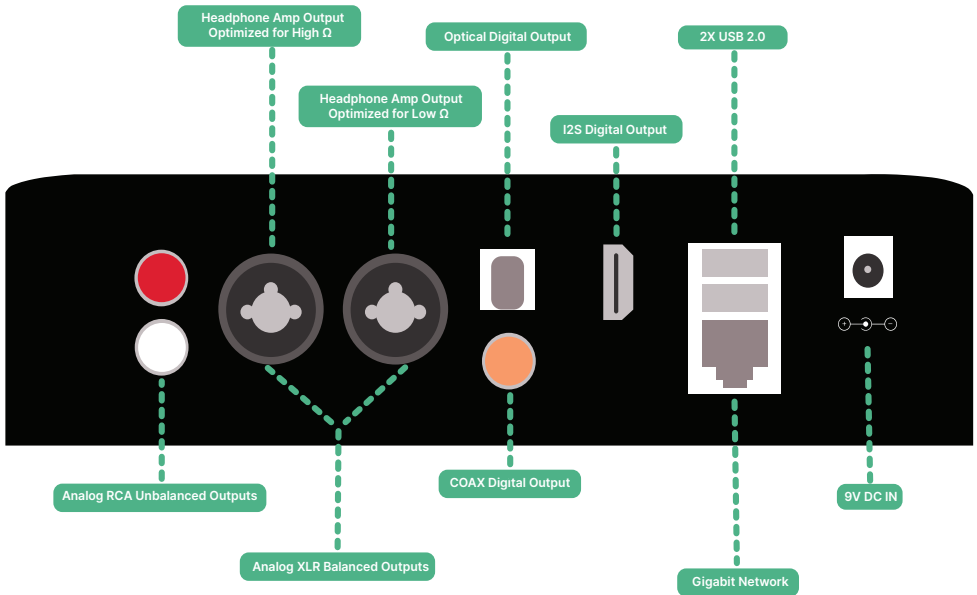 Headphone Amp Output
Optimized for High Ω
Optical Digital Output
2X USB 2.0
Headphone Amp Output
Optimized for Low Ω
I2S Digital Output
+
−
Analog RCA Unbalanced Outputs
COAX Digıtal Output
9V DC IN
Analog XLR Balanced Outputs
Gigabit Network